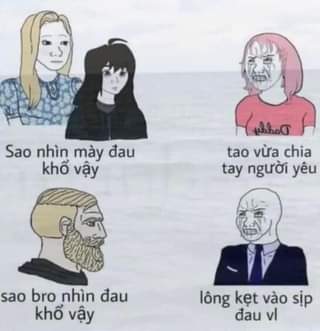 Daddy
Sao nhìn mày đau
khổ vậy
tao vừa chia
tay người yêu
sao bro nhìn đau
khổ vậy
lông kẹt vào sịp
đau vl